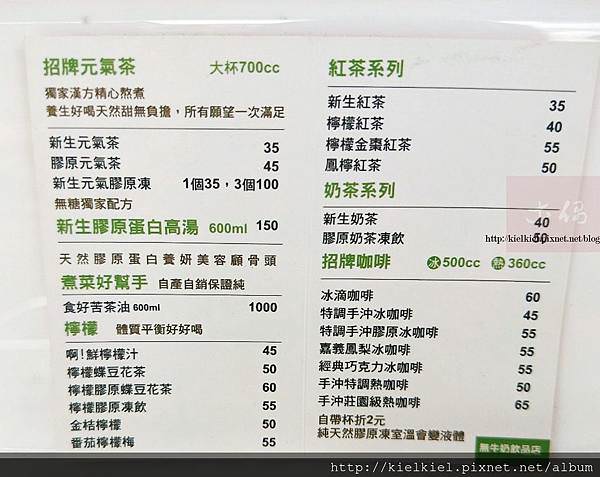 招牌元氣茶 大杯700cc
獨家漢方精心熬煮
養生好喝天然甜無負擔，所有願望一次滿足
新生元氣茶 35
膠原元氣茶 45
新生元氣膠原凍 1個35，3個100
無糖獨家配方
新生膠原蛋白高湯 600ml 150
天然膠原蛋白養妍美容顧骨頭
煮菜好幫手 自產自銷保證純
食好苦茶油 600ml 1000
檸檬 體質平衡好好喝
啊!鮮檸檬汁 45
檸檬蝶豆花茶 50
檸檬膠原蝶豆花茶 60
檸檬膠原凍飲 55
金桔檸檬 50
番茄檸檬梅 55
紅茶系列
新生紅茶 35
檸檬紅茶 40
檸檬金棗紅茶 55
鳳檸紅茶 50
奶茶系列
新生奶茶 40
膠原奶茶凍飲 50
http://kielkiel.pixnet.net/blog
招牌咖啡 冰500cc 熱360cc
冰滴咖啡 60
特調手沖冰咖啡 45
特調手沖膠原冰咖啡 55
嘉義鳳梨冰咖啡 55
經典巧克力冰咖啡 55
手沖特調熱咖啡 50
手沖莊園級熱咖啡 65
自帶杯折2元
純天然膠原凍室溫會變液體
無牛奶飲品店
http://kielkiel.pixnet.net/album